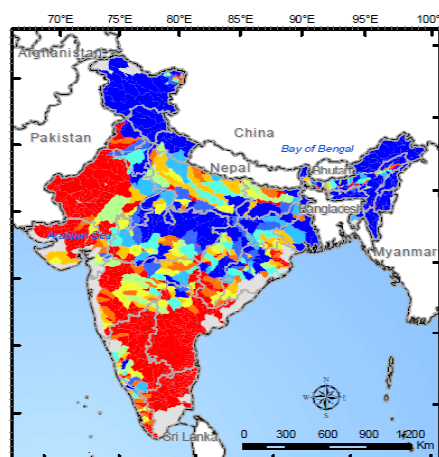 70°E 75°E 80°E 85°E 90°E 95°E 100°
Afghanistan
Pakistan
China
Bay of Bengal
Nepal
Bhutan
Bangladesh
Arabian Sea
Myanmar
N
W E
S
Sri Lanka
0 300 600 900 1200
Km